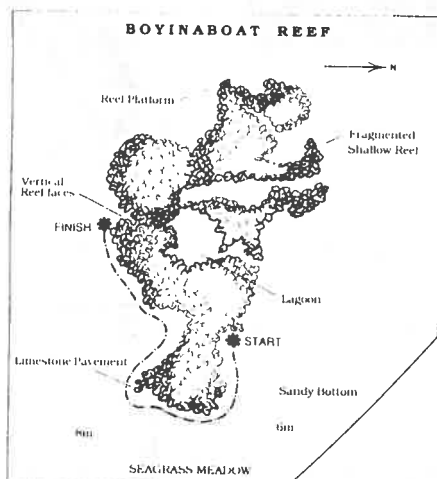 BOYINABOAT REEF
N
Reef Platform
Fragmented
Shallow Reef
Vertical
Reef faces
FINISH
Lagoon
START
Limestone Pavement
Sandy Bottom
6m
SEAGRASS MEADOW